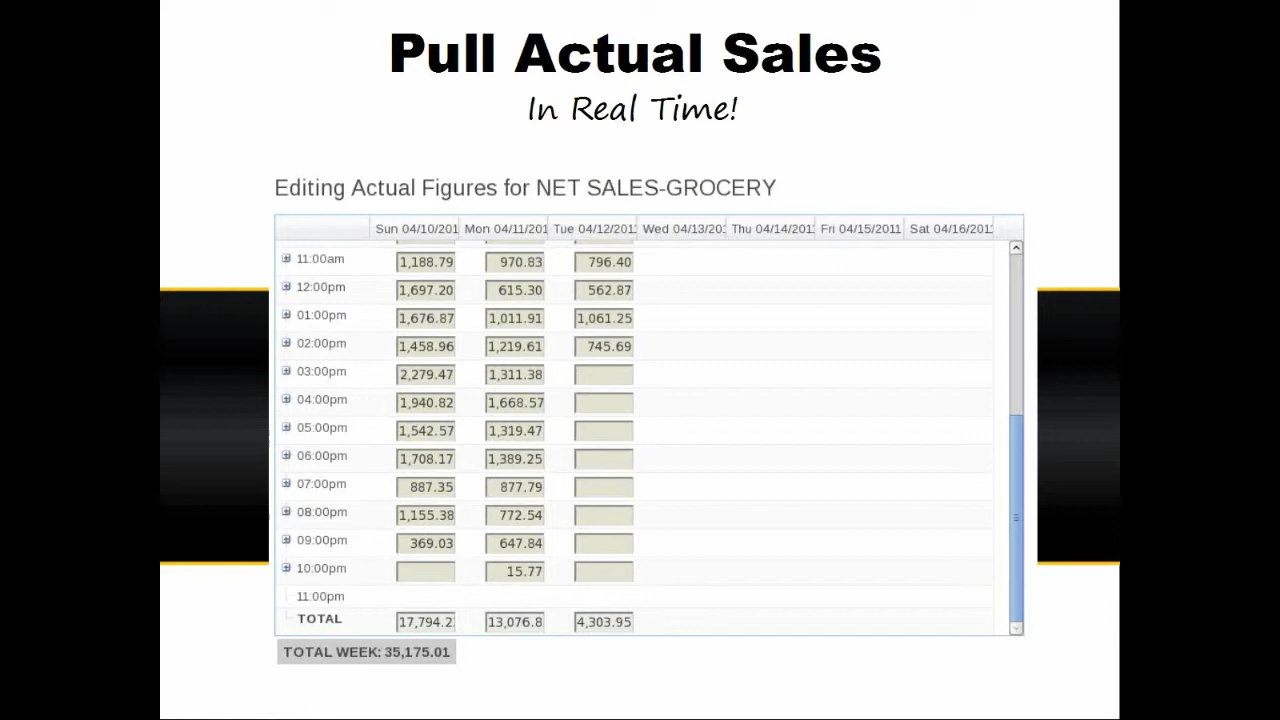 Pull Actual Sales
In Real Time!
Editing Actual Figures for NET SALES-GROCERY
Sun 04/10/201 Mon 04/11/201 Tue 04/12/201 Wed 04/13/201 Thu 04/14/201 Fri 04/15/2011 Sat 04/16/2011
11:00am 1,188.79 970.83 796.40
12:00pm 1,697.20 615.30 562.87
01:00pm 1,676.87 1,011.91 1,061.25
02:00pm 1,458.96 1,219.61 745.69
03:00pm 2,279.47 1,311.38
04:00pm 1,940.82 1,668.57
05:00pm 1,542.57 1,319.47
06:00pm 1,708.17 1,389.25
07:00pm 887.35 877.79
08:00pm 1,155.38 772.54
09:00pm 369.03 647.84
10:00pm 15.77
11:00pm
TOTAL 17,794.2 13,076.8 4,303.95
TOTAL WEEK: 35,175.01